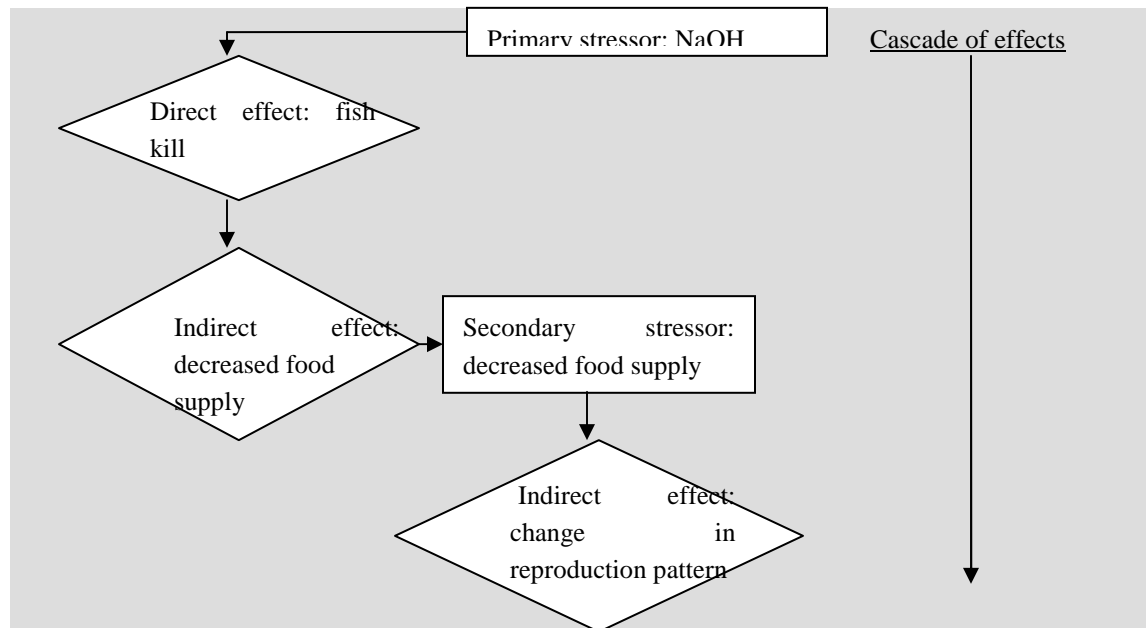 Primary stressor: NaOH
Cascade of effects
Direct effect: fish
kill
Indirect effect:
decreased food
supply
Secondary stressor:
decreased food supply
Indirect effect:
change in
reproduction pattern